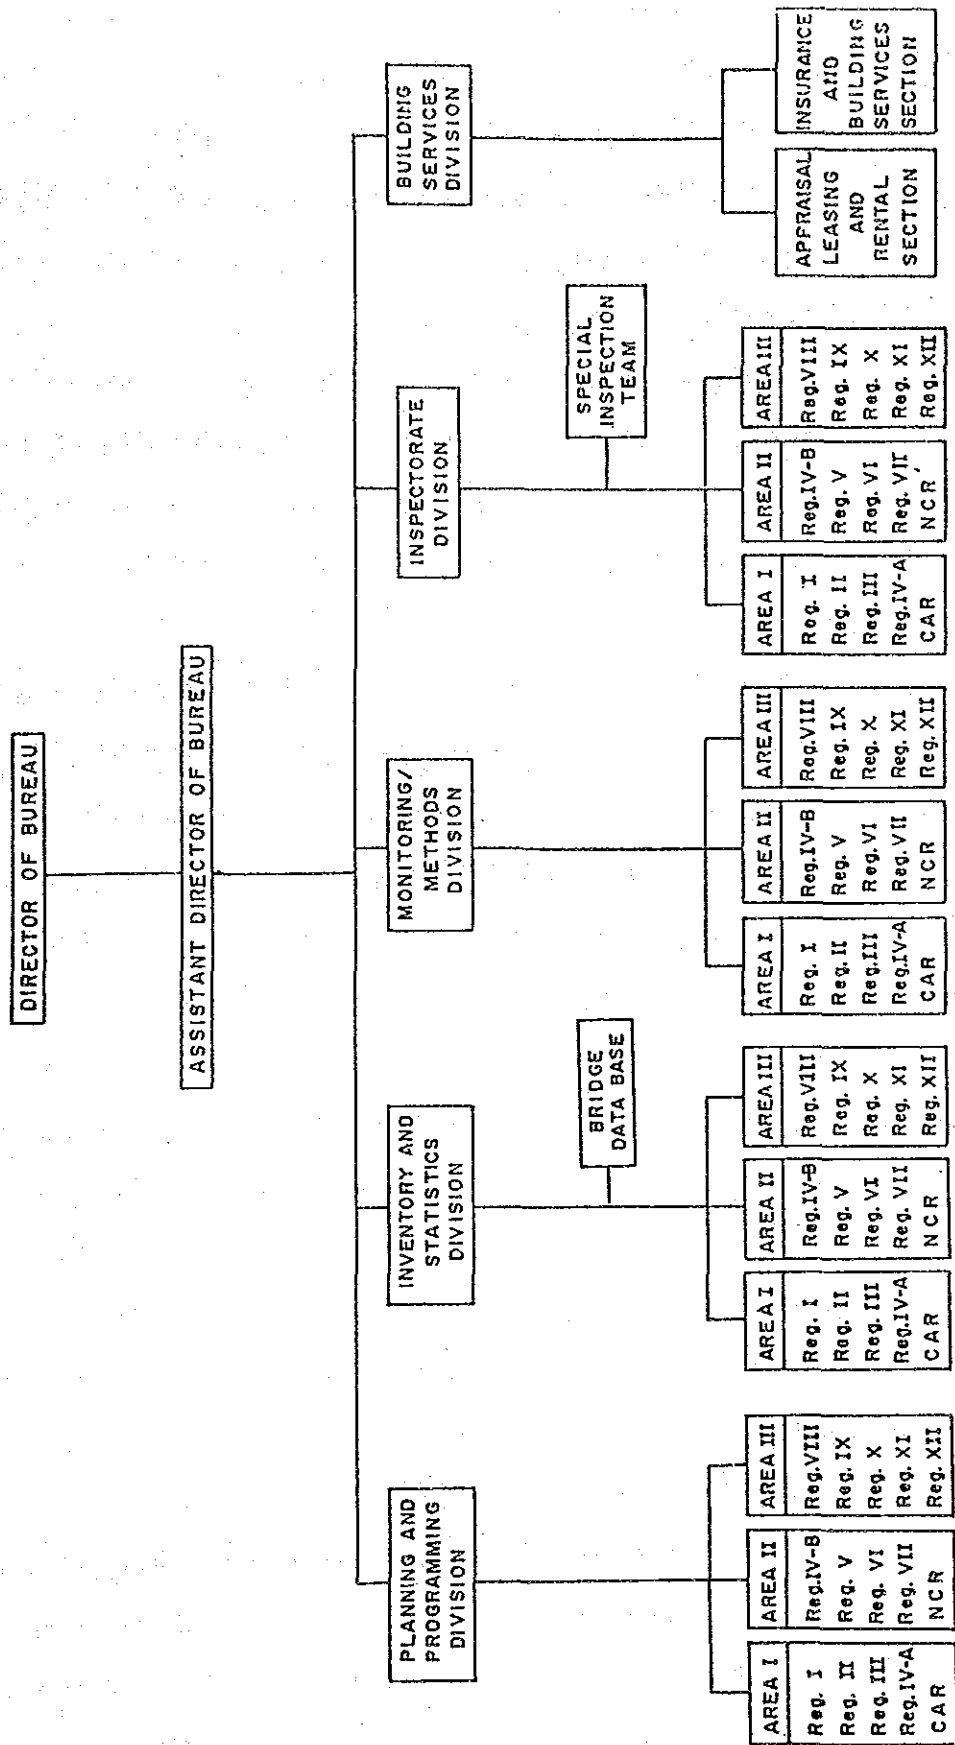 DIRECTOR OF BUREAU
ASSISTANT DIRECTOR OF BUREAU
PLANNING AND
PROGRAMMING
DIVISION
INVENTORY AND
STATISTICS
DIVISION
MONITORING/
METHODS
DIVISION
INSPECTORATE
DIVISION
BUILDING
SERVICES
DIVISION
BRIDGE
DATA BASE
SPECIAL
INSPECTION
TEAM
AREA I
Reg. I
Reg. II
Reg. III
Reg.IV-A
CAR
AREA II
Reg.IV-B
Reg. V
Reg. VI
Reg. VII
NCR
AREA III
Reg.VIII
Reg. IX
Reg. X
Reg. XI
Reg. XII
AREA I
Reg. I
Reg. II
Reg. III
Reg.IV-A
CAR
AREA II
Reg.IV-B
Reg. V
Reg. VI
Reg. VII
NCR
AREA III
Reg.VIII
Reg. IX
Reg. X
Reg. XI
Reg. XII
AREA I
Reg. I
Reg. II
Reg.III
Reg.IV-A
CAR
AREA II
Reg.IV-B
Reg. V
Reg. VI
Reg. VII
NCR
AREA III
Reg.VIII
Reg. IX
Reg. X
Reg. XI
Reg. XII
AREA I
Reg. I
Reg. II
Reg.III
Reg.IV-A
CAR
AREA II
Reg.IV-B
Reg. V
Reg. VI
Reg. VII
NCR
AREA III
Reg.VIII
Reg. IX
Reg. X
Reg. XI
Reg. XII
APPRAISAL
LEASING
AND
RENTAL
SECTION
INSURANCE
AND
BUILDING
SERVICES
SECTION